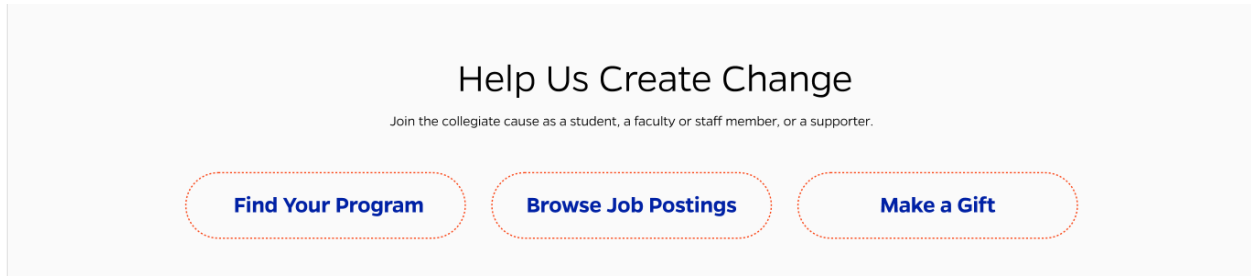 Help Us Create Change
Join the collegiate cause as a student, a faculty or staff member, or a supporter.
Find Your Program
Browse Job Postings
Make a Gift